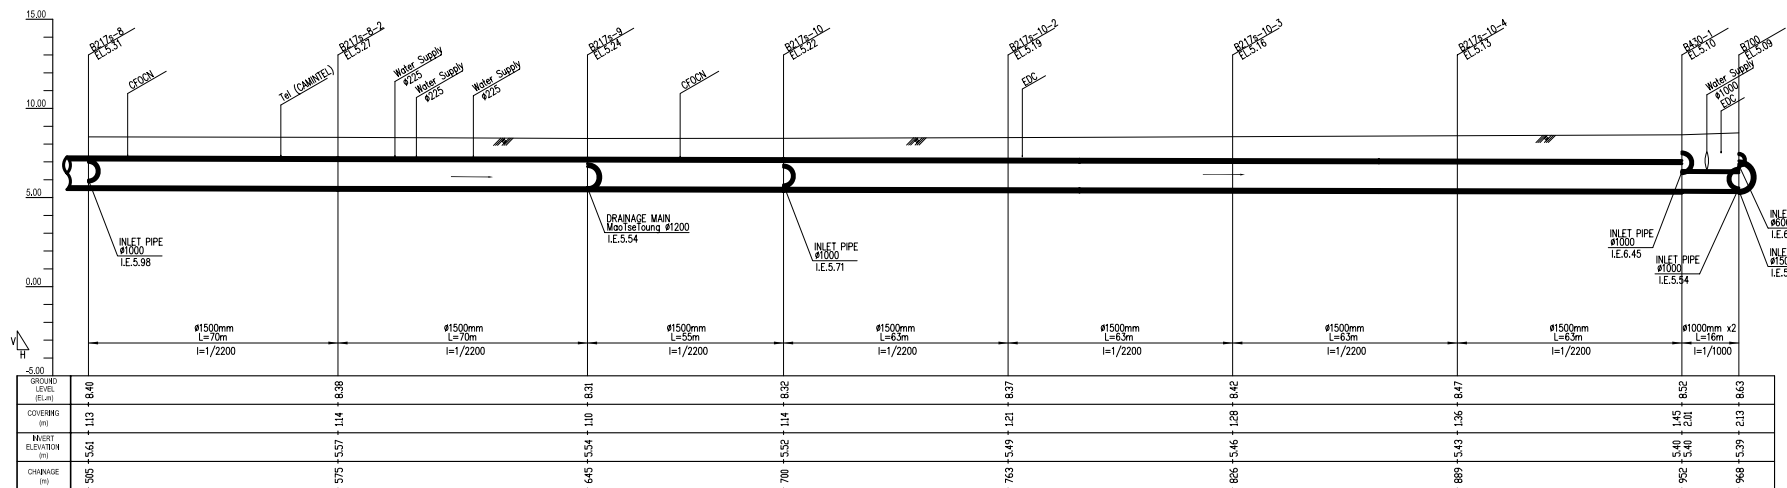 15.00
10.00
5.00
0.00
-5.00
V
H
B217s-8
EL.5.31
CFOCN
Tel (CAMINTEL)
B217s-8-2
EL.5.27
Water Supply
ø225
Water Supply
ø225
Water Supply
ø225
B217s-9
EL.5.24
CFOCN
B217s-10
EL.5.22
B217s-10-2
EL.5.19
EDC
B217s-10-3
EL.5.16
B217s-10-4
EL.5.13
B430-1
EL.5.10
Water Supply
ø1000
EDC
B700
EL.5.09
INLET PIPE
ø1000
I.E.5.98
DRAINAGE MAIN
MaoTseToung ø1200
I.E.5.54
INLET PIPE
ø1000
I.E.5.71
INLET PIPE
ø1000
I.E.6.45
INLET PIPE
ø1000
I.E.5.54
INLE
ø60
I.E.6
INLE
ø150
I.E.5
ø1500mm
L=70m
I=1/2200
ø1500mm
L=70m
I=1/2200
ø1500mm
L=55m
I=1/2200
ø1500mm
L=63m
I=1/2200
ø1500mm
L=63m
I=1/2200
ø1500mm
L=63m
I=1/2200
ø1500mm
L=63m
I=1/2200
ø1000mm x2
L=16m
I=1/1000
GROUND
LEVEL
(EL.m)
8.40 8.38 8.31 8.32 8.37 8.42 8.47 8.52 8.63
COVERING
(m)
1.13 1.14 1.10 1.14 1.21 1.28 1.36 1.45 2.01 2.13
INVERT
ELEVATION
(m)
5.61 5.57 5.54 5.52 5.49 5.46 5.43 5.40 5.40 5.39
CHAINAGE
(m)
505 575 645 700 763 826 889 952 968